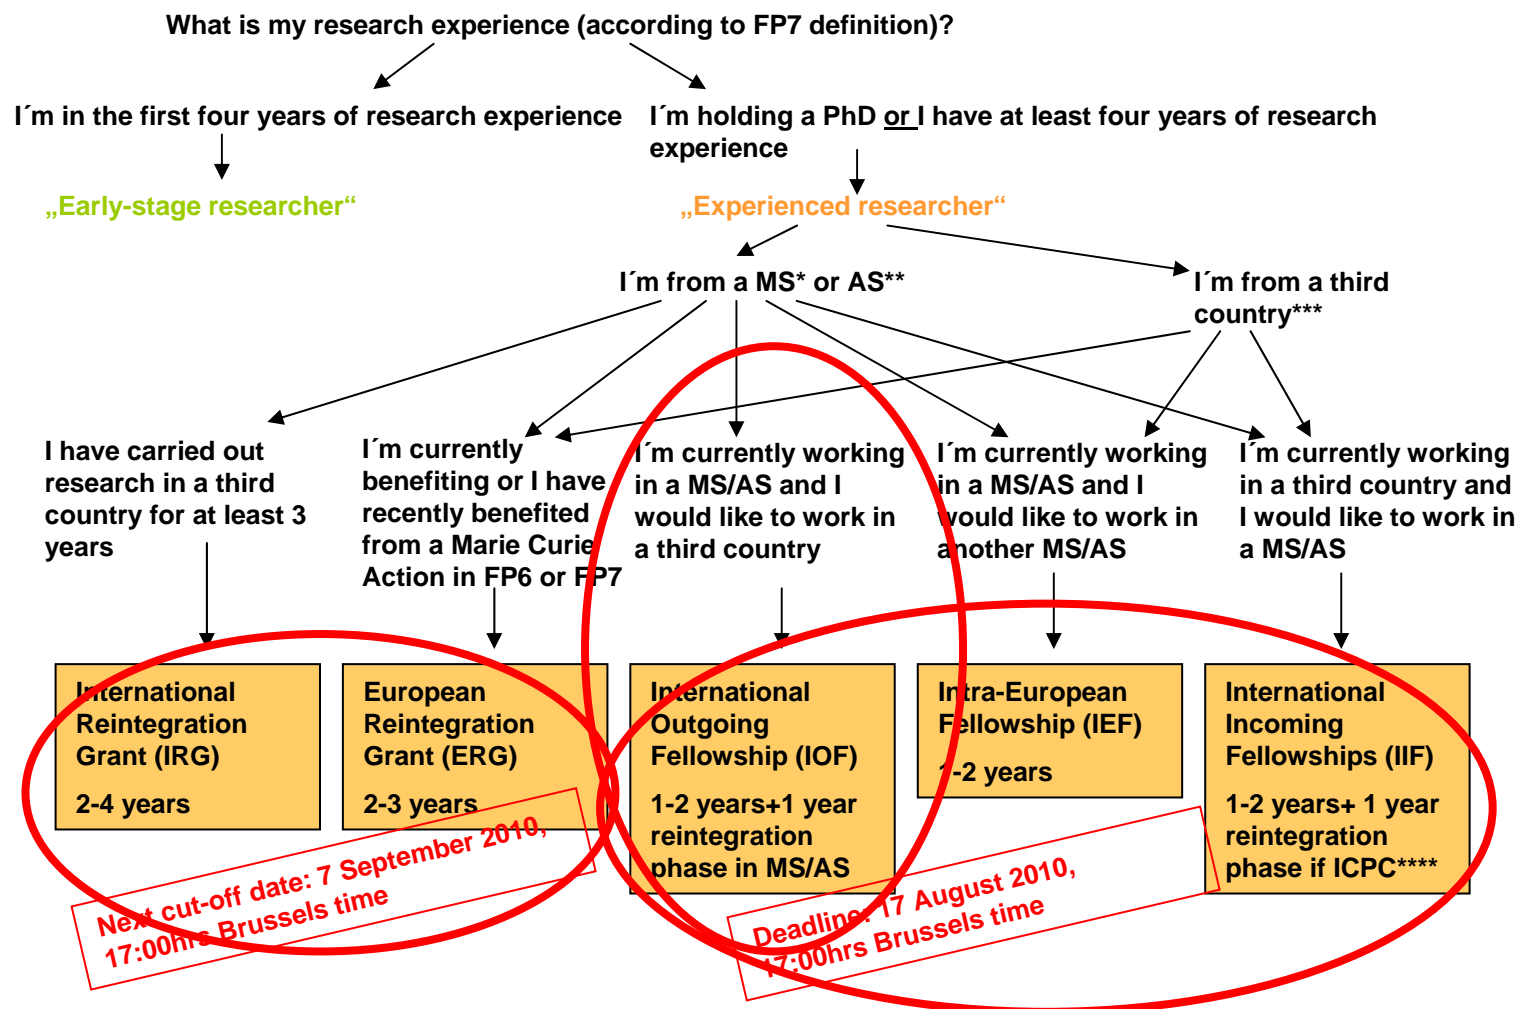 What is my research experience (according to FP7 definition)?
I´m in the first four years of research experience
I´m holding a PhD or I have at least four years of research
experience
„Early-stage researcher“
„Experienced researcher“
I´m from a MS* or AS**
I´m from a third
country***
I have carried out
research in a third
country for at least 3
years
I´m currently
benefiting or I have
recently benefited
from a Marie Curie
Action in FP6 or FP7
I´m currently working
in a MS/AS and I
would like to work in
a third country
I´m currently working
in a MS/AS and I
would like to work in
another MS/AS
I´m currently working
in a third country and
I would like to work in
a MS/AS
International
Reintegration
Grant (IRG)
2-4 years
European
Reintegration
Grant (ERG)
2-3 years
International
Outgoing
Fellowship (IOF)
1-2 years+1 year
reintegration
phase in MS/AS
Intra-European
Fellowship (IEF)
1-2 years
International
Incoming
Fellowships (IIF)
1-2 years+ 1 year
reintegration
phase if ICPC****
Next cut-off date: 7 September 2010,
17:00hrs Brussels time
Deadline: 17 August 2010,
17:00hrs Brussels time